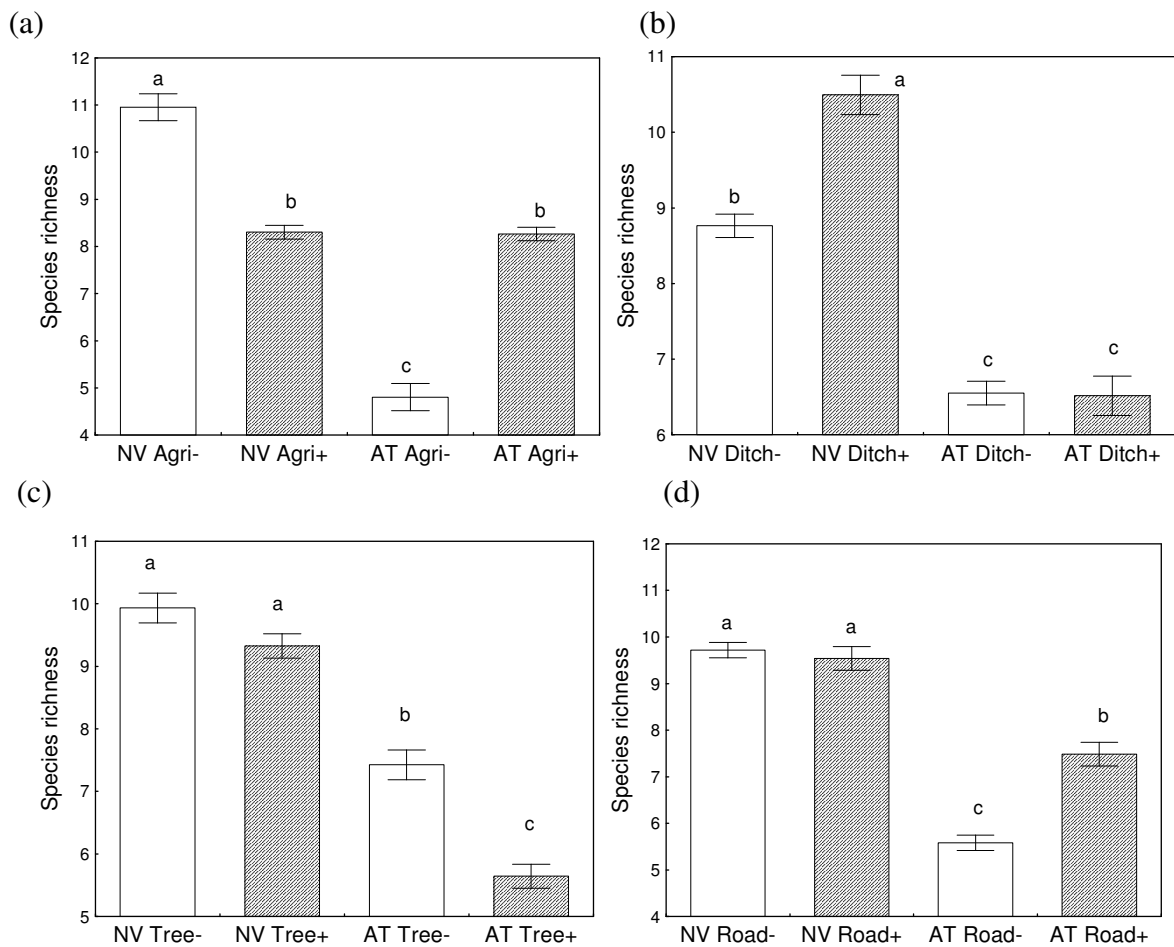 (a)
12
11
10
9
8
7
6
5
4
Species richness
a
b
c
b
NV Agri-
NV Agri+
AT Agri-
AT Agri+
(b)
11
10
9
8
7
6
Species richness
b
a
c
c
NV Ditch-
NV Ditch+
AT Ditch-
AT Ditch+
(c)
11
10
9
8
7
6
5
Species richness
a
a
b
c
NV Tree-
NV Tree+
AT Tree-
AT Tree+
(d)
12
11
10
9
8
7
6
5
4
Species richness
a
a
c
b
NV Road-
NV Road+
AT Road-
AT Road+